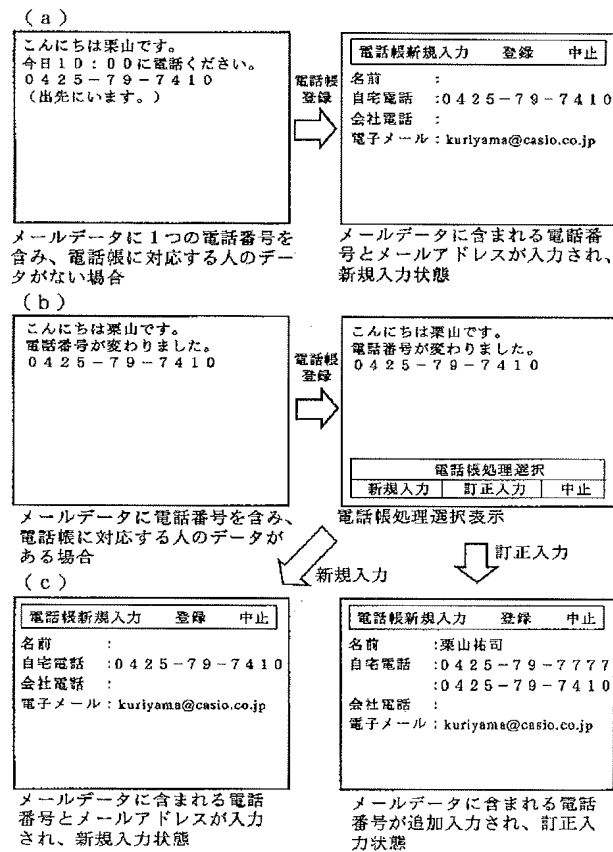 (a)
こんにちは栗山です。
今日10:00に電話ください。
0425-79-7410
(出先にいます。)
電話帳
登録
電話帳新規入力 登録 中止
名前 :
自宅電話 :0425-79-7410
会社電話 :
電子メール:kuriyama@casio.co.jp
メールデータに1つの電話番号を
含み、電話帳に対応する人のデー
タがない場合
メールデータに含まれる電話番
号とメールアドレスが入力され、
新規入力状態
(b)
こんにちは栗山です。
電話番号が変わりました。
0425-79-7410
電話帳
登録
こんにちは栗山です。
電話番号が変わりました。
0425-79-7410
電話帳処理選択
新規入力 訂正入力 中止
メールデータに電話番号を含み、
電話帳に対応する人のデータが
ある場合
電話帳処理選択表示
新規入力
訂正入力
(c)
電話帳新規入力 登録 中止
名前 :
自宅電話 :0425-79-7410
会社電話 :
電子メール:kuriyama@casio.co.jp
メールデータに含まれる電話
番号とメールアドレスが入力
され、新規入力状態
電話帳新規入力 登録 中止
名前 :栗山祐司
自宅電話 :0425-79-7777
:0425-79-7410
会社電話 :
電子メール:kuriyama@casio.co.jp
メールデータに含まれる電話
番号が追加入力され、訂正入
力状態